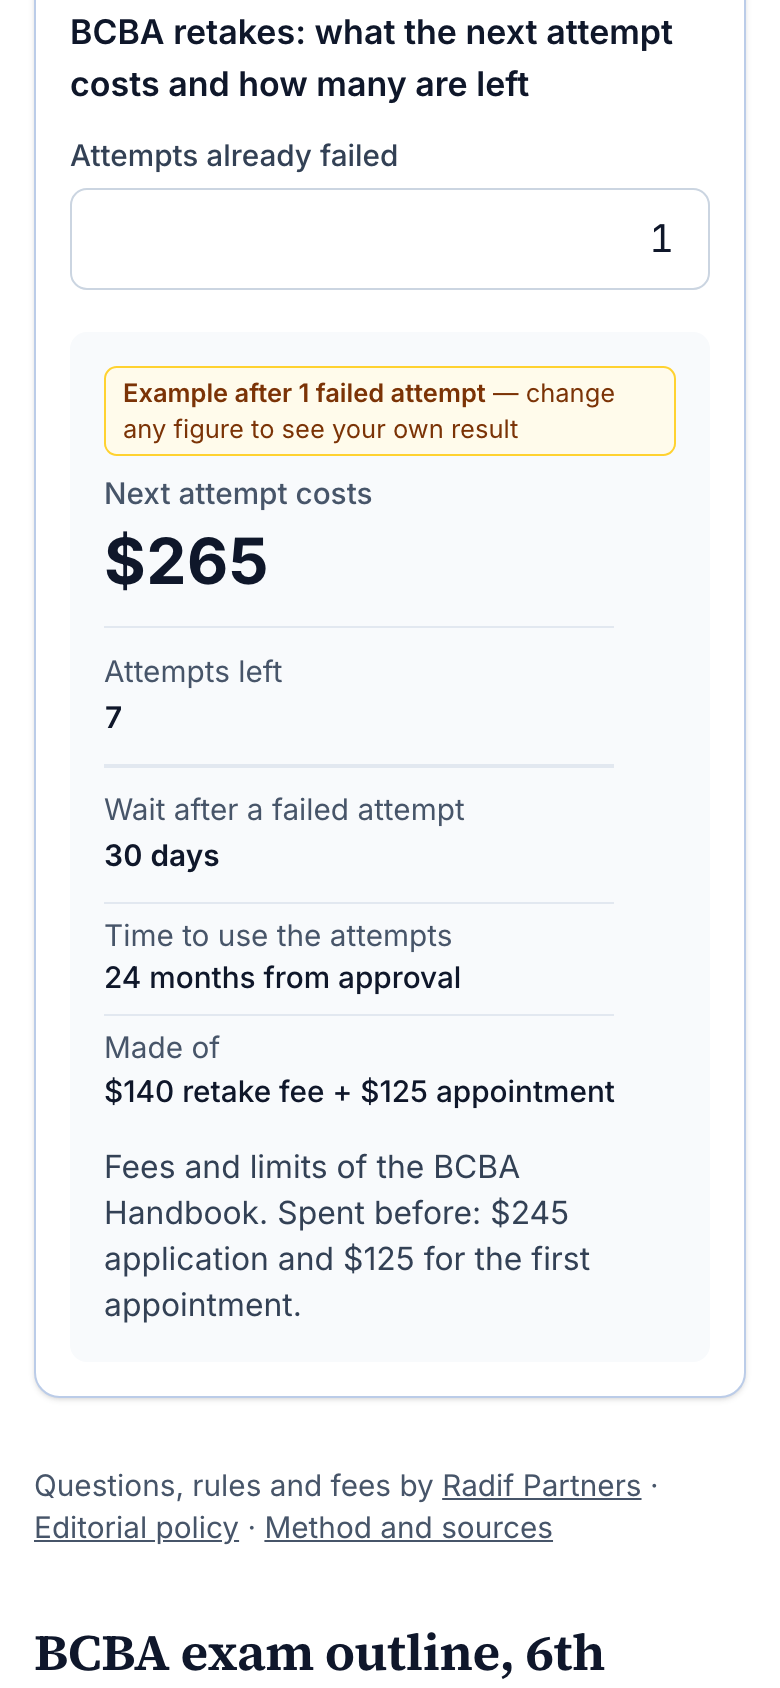 BCBA retakes: what the next attempt
costs and how many are left
Attempts already failed
1
Example after 1 failed attempt — change
any figure to see your own result
Next attempt costs
$265
Attempts left
7
Wait after a failed attempt
30 days
Time to use the attempts
24 months from approval
Made of
$140 retake fee + $125 appointment
Fees and limits of the BCBA
Handbook. Spent before: $245
application and $125 for the first
appointment.
Questions, rules and fees by Radif Partners ·
Editorial policy · Method and sources
BCBA exam outline, 6th